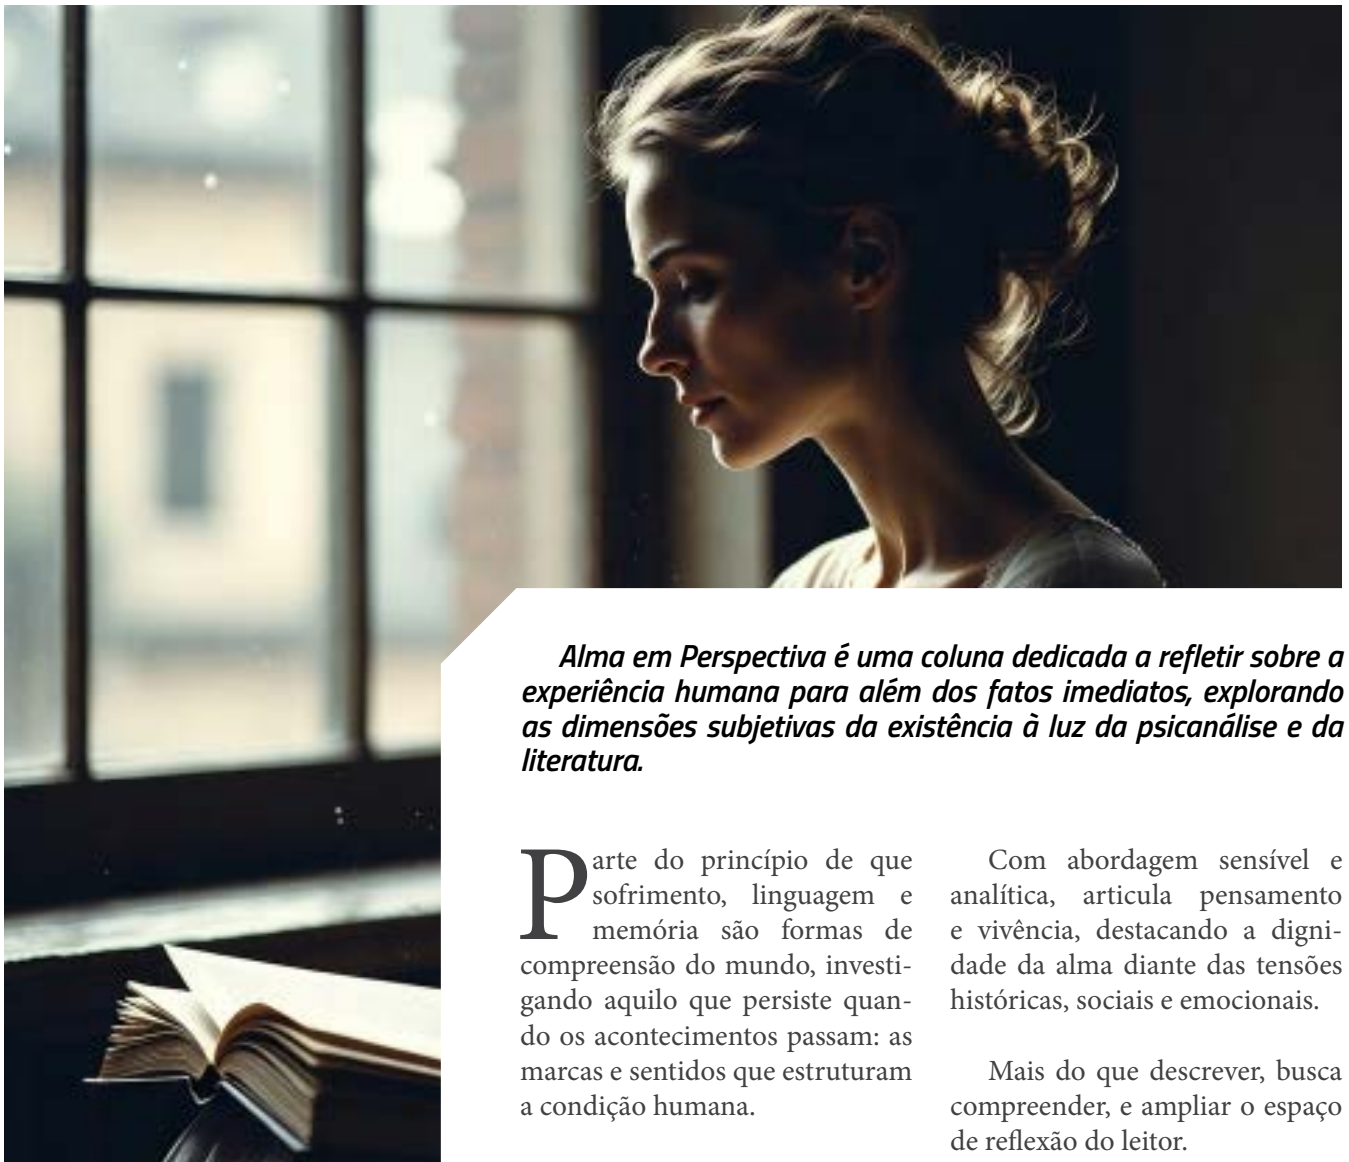 Alma em Perspectiva é uma coluna dedicada a refletir sobre a
experiência humana para além dos fatos imediatos, explorando
as dimensões subjetivas da existência à luz da psicanálise e da
literatura.
Parte do princípio de que
sofrimento, linguagem e
memória são formas de
compreensão do mundo, investi-
gando aquilo que persiste quan-
do os acontecimentos passam: as
marcas e sentidos que estruturam
a condição humana.
Com abordagem sensível e
analítica, articula pensamento
e vivência, destacando a digni-
dade da alma diante das tensões
históricas, sociais e emocionais.
Mais do que descrever, busca
compreender, e ampliar o espaço
de reflexão do leitor.